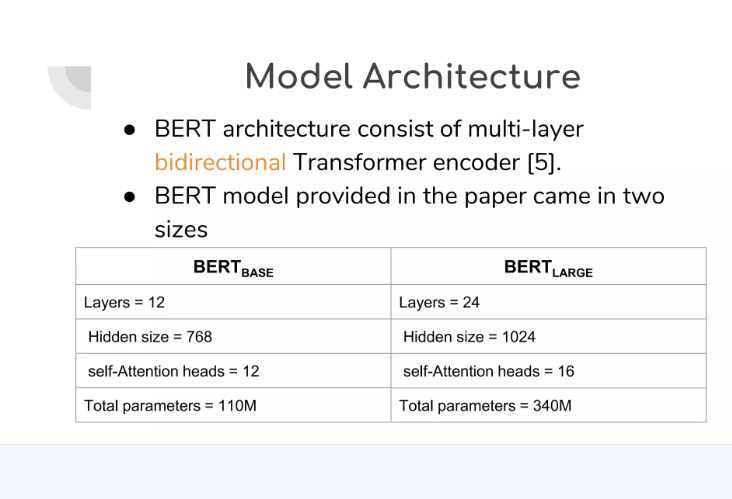 Model Architecture
● BERT architecture consist of multi-layer
bidirectional Transformer encoder [5].
● BERT model provided in the paper came in two
sizes
BERTBASE BERTLARGE
Layers = 12 Layers = 24
Hidden size = 768 Hidden size = 1024
self-Attention heads = 12 self-Attention heads = 16
Total parameters = 110M Total parameters = 340M